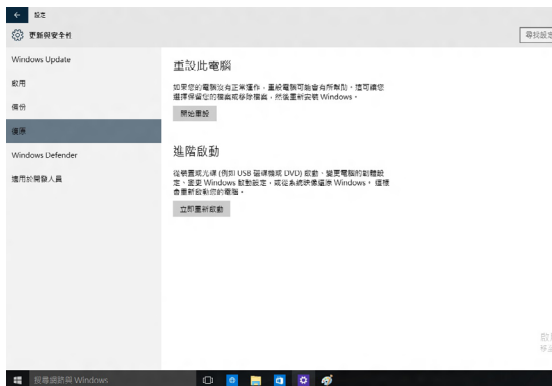 設定
更新與安全性
尋找設定
Windows Update
啟用
備份
復原
Windows Defender
適用於開發人員
重設此電腦
如果您的電腦沒有正常運作，重設電腦可能會有所幫助。這可讓您
選擇保留您的檔案或移除檔案，然後重新安裝 Windows。
開始重設
進階啟動
從裝置或光碟 (例如 USB 磁碟機或 DVD) 啟動、變更電腦的韌體設
定、變更 Windows 啟動設定，或從系統映像還原 Windows。這樣
會重新啟動您的電腦。
立即重新啟動
搜尋網路與 Windows